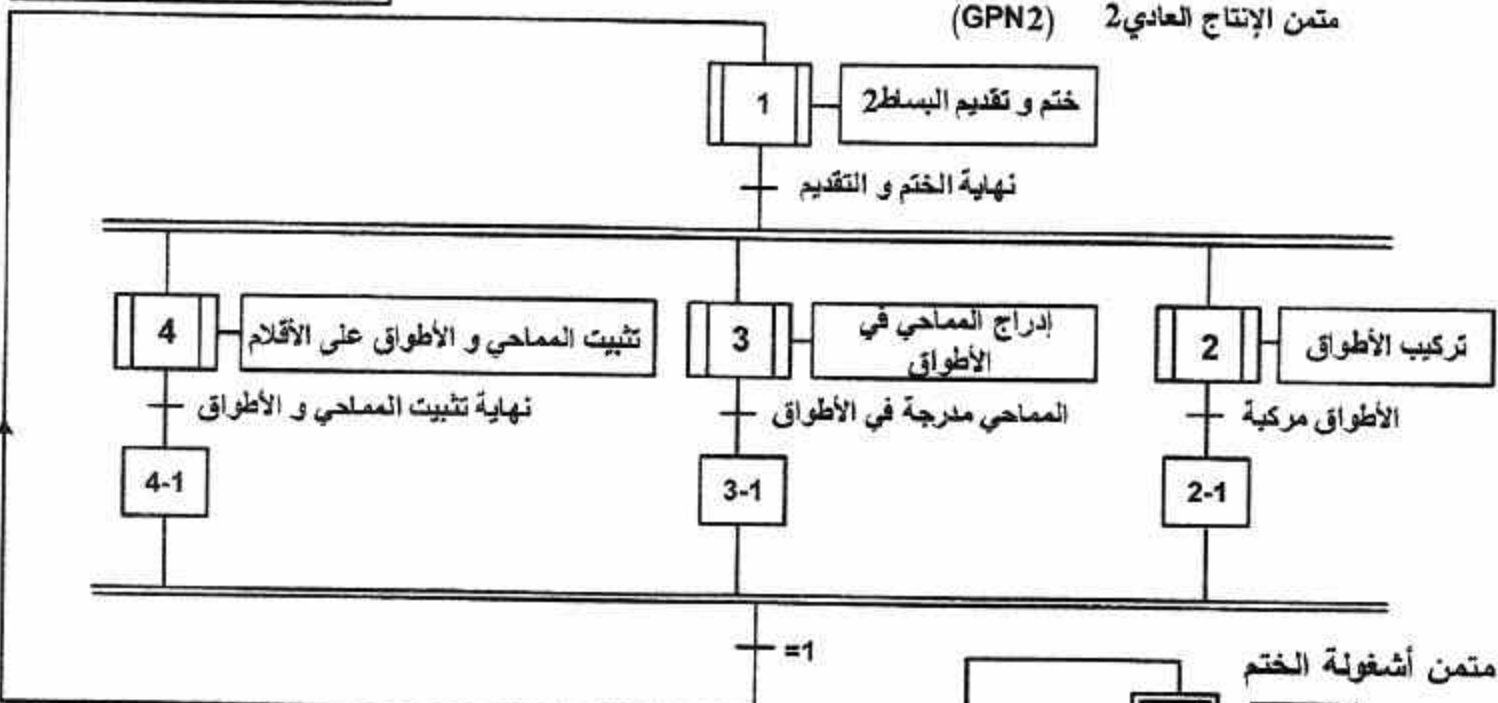 متمن الإنتاج العادي2 (GPN2)
1
ختم و تقديم البساط2
نهاية الختم و التقديم
2
تركيب الأطواق
3
إدراج المماحي في
الأطواق
4
تثبيت المماحي و الأطواق على الأقلام
الأطواق مركبة
المماحي مدرجة في الأطواق
نهاية تثبيت المماحي و الأطواق
2-1
3-1
4-1
=1
متمن أشغولة الختم